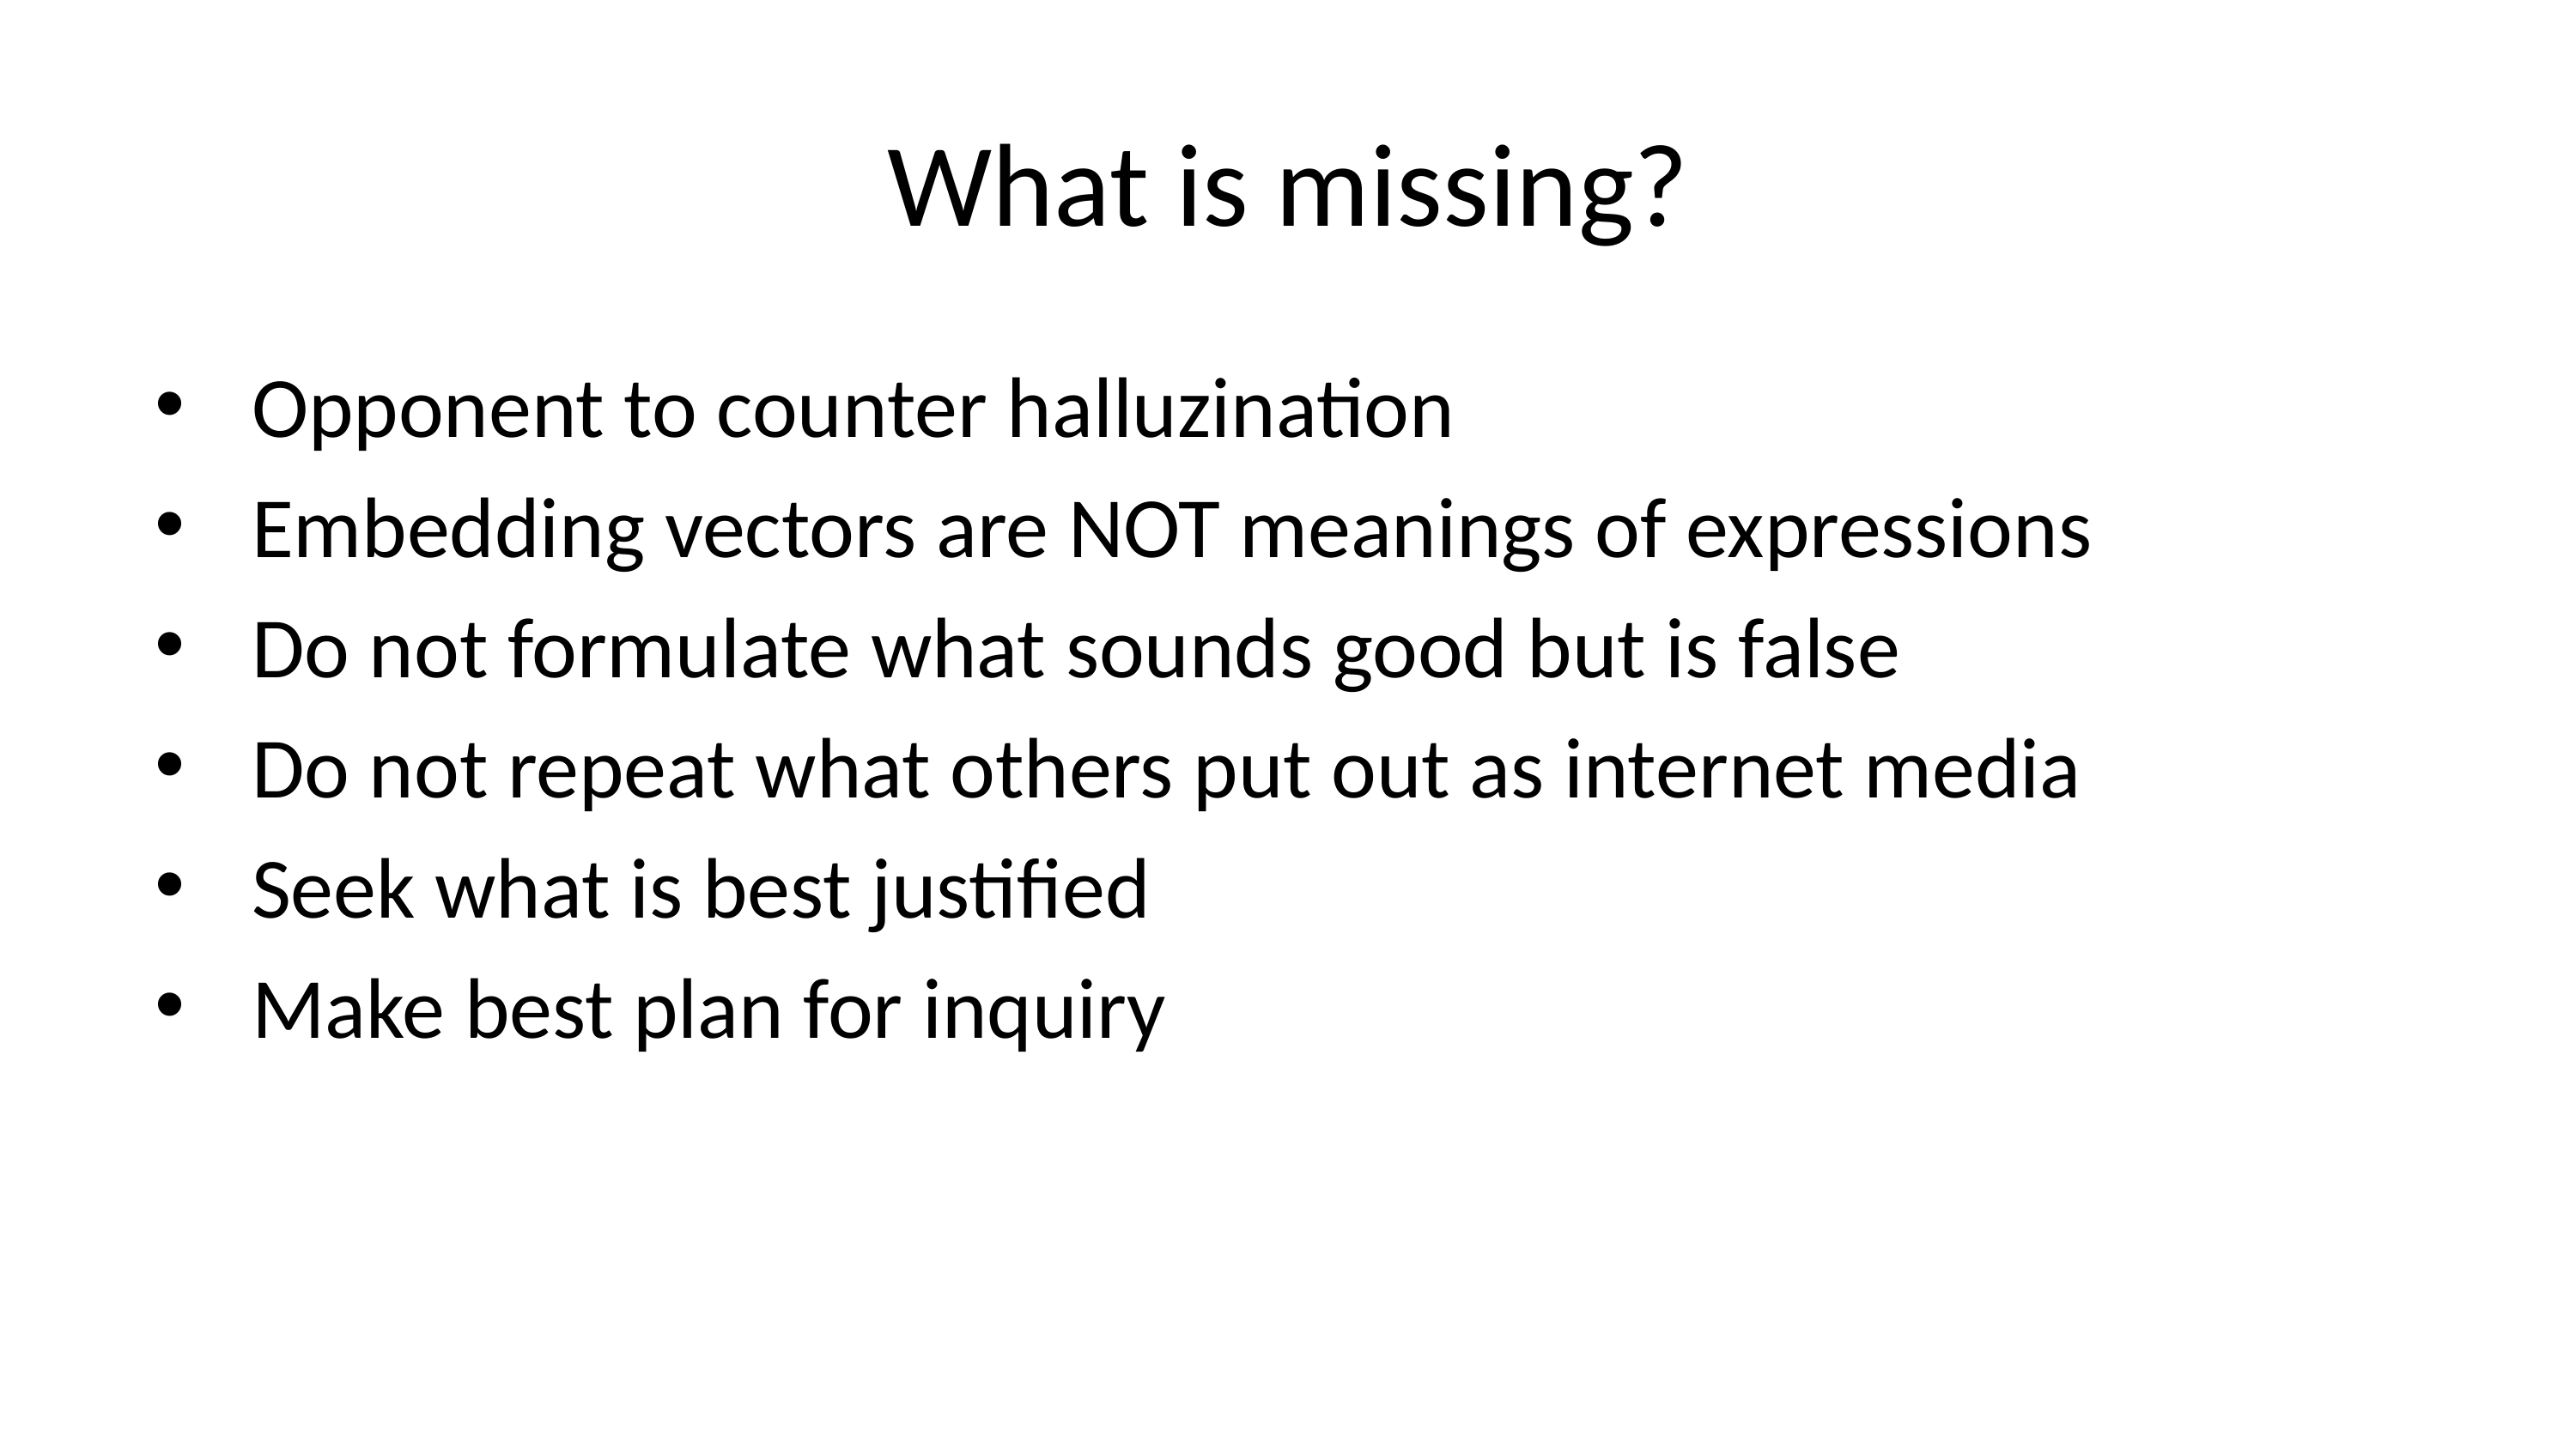 What is missing?
• Opponent to counter halluzination
• Embedding vectors are NOT meanings of expressions
• Do not formulate what sounds good but is false
• Do not repeat what others put out as internet media
• Seek what is best justified
• Make best plan for inquiry